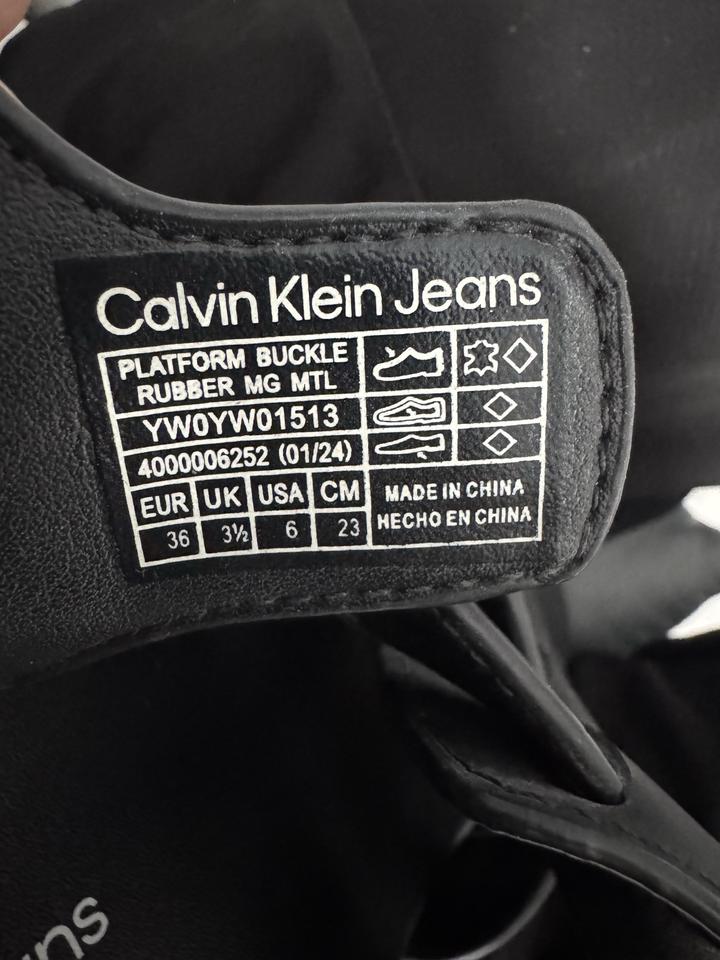 Calvin Klein Jeans
PLATFORM BUCKLE
RUBBER MG MTL
YW0YW01513
4000006252 (01/24)
EUR UK USA CM
36 3½ 6 23
MADE IN CHINA
HECHO EN CHINA